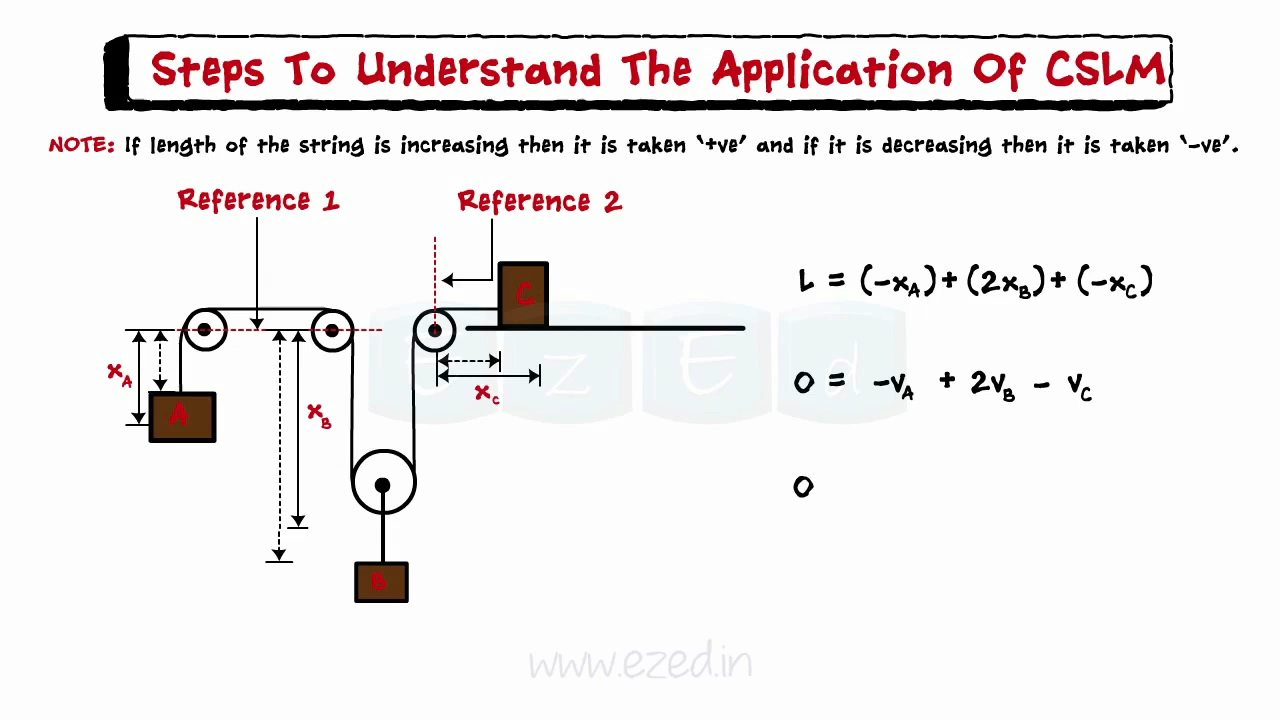 Steps To Understand The Application Of CSLM
NOTE: If length of the string is increasing then it is taken ‘+ve’ and if it is decreasing then it is taken ‘-ve’.
Reference 1
Reference 2
C
L = (-xA) + (2xB) + (-xC)
xA
A
xB
xC
0 = -vA + 2vB - vC
0
B
EzEd
www.ezed.in